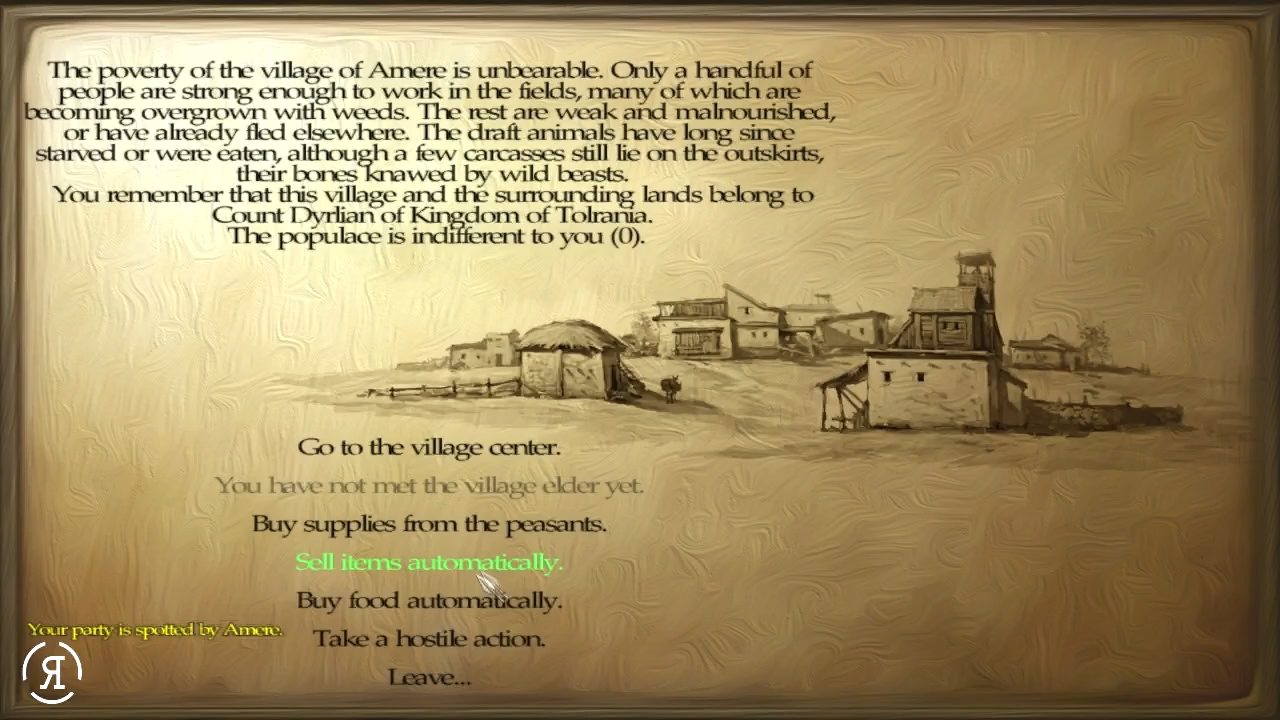 The poverty of the village of Amere is unbearable. Only a handful of
people are strong enough to work in the fields, many of which are
becoming overgrown with weeds. The rest are weak and malnourished,
or have already fled elsewhere. The draft animals have long since
starved or were eaten, although a few carcasses still lie on the outskirts,
their bones knawed by wild beasts.
You remember that this village and the surrounding lands belong to
Count Dyrlian of Kingdom of Tolrania.
The populace is indifferent to you (0).
Go to the village center.
You have not met the village elder yet.
Buy supplies from the peasants.
Sell items automatically.
Buy food automatically.
Your party is spotted by Amere.
Take a hostile action.
Leave...
Я